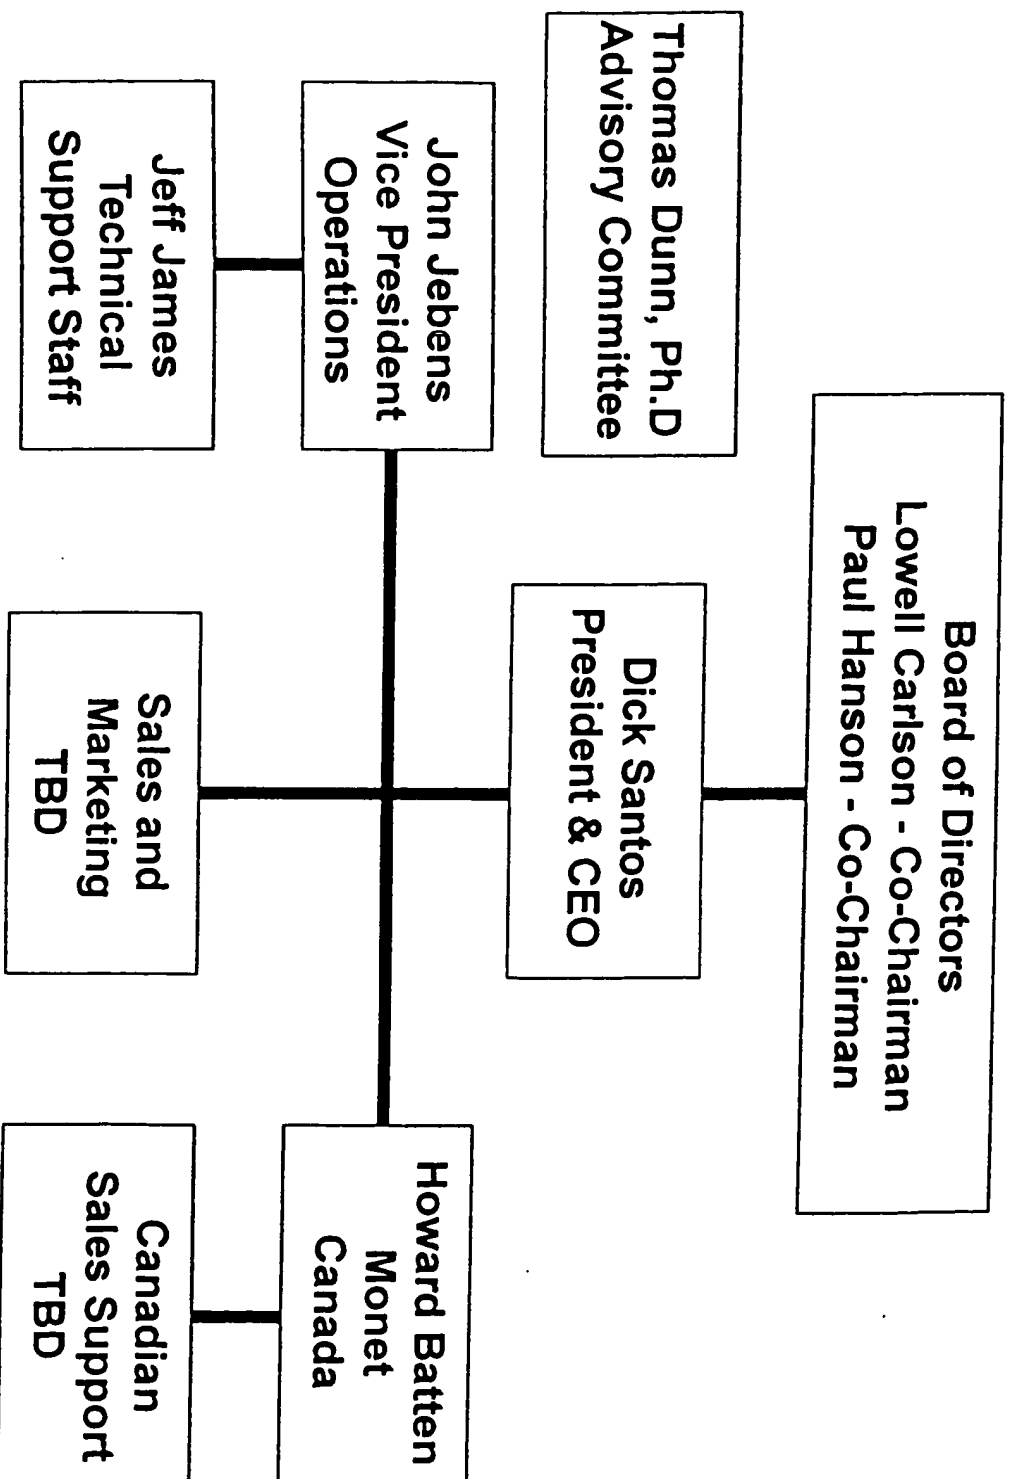 Board of Directors
Lowell Carlson - Co-Chairman
Paul Hanson - Co-Chairman
Thomas Dunn, Ph.D
Advisory Committee
Dick Santos
President & CEO
John Jebens
Vice President
Operations
Howard Batten
Monet
Canada
Jeff James
Technical
Support Staff
Sales and
Marketing
TBD
Canadian
Sales Support
TBD